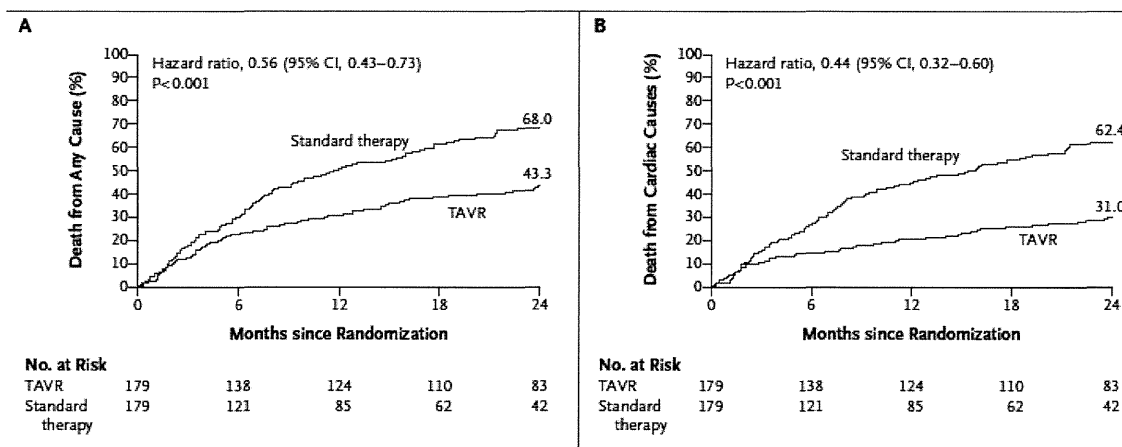 A
Death from Any Cause (%)
100
90
80
70
60
50
40
30
20
10
0
Hazard ratio, 0.56 (95% CI, 0.43–0.73)
P<0.001
Standard therapy
68.0
43.3
TAVR
0 6 12 18 24
Months since Randomization
No. at Risk
TAVR 179 138 124 110 83
Standard 179 121 85 62 42
therapy
B
Death from Cardiac Causes (%)
100
90
80
70
60
50
40
30
20
10
0
Hazard ratio, 0.44 (95% CI, 0.32–0.60)
P<0.001
Standard therapy
62.4
31.0
TAVR
0 6 12 18 24
Months since Randomization
No. at Risk
TAVR 179 138 124 110 83
Standard 179 121 85 62 42
therapy